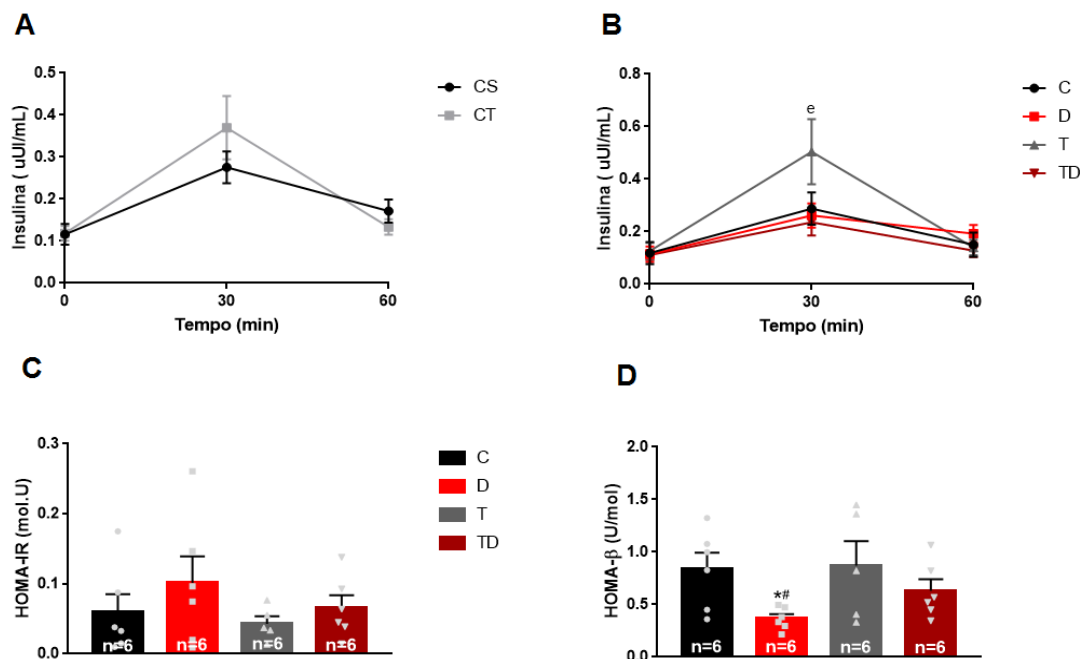 A
Insulina ( uUI/mL)
0.5
0.4
0.3
0.2
0.1
0.0
0
30
60
Tempo (min)
CS
CT
B
Insulina ( uUI/mL)
0.8
0.6
0.4
0.2
0.0
e
0
30
60
Tempo (min)
C
D
T
TD
C
HOMA-IR (mol.U)
0.3
0.2
0.1
0.0
n=6
n=6
n=6
n=6
C
D
T
TD
D
HOMA-β (U/mol)
2.0
1.5
1.0
0.5
0.0
*#
n=6
n=6
n=6
n=6